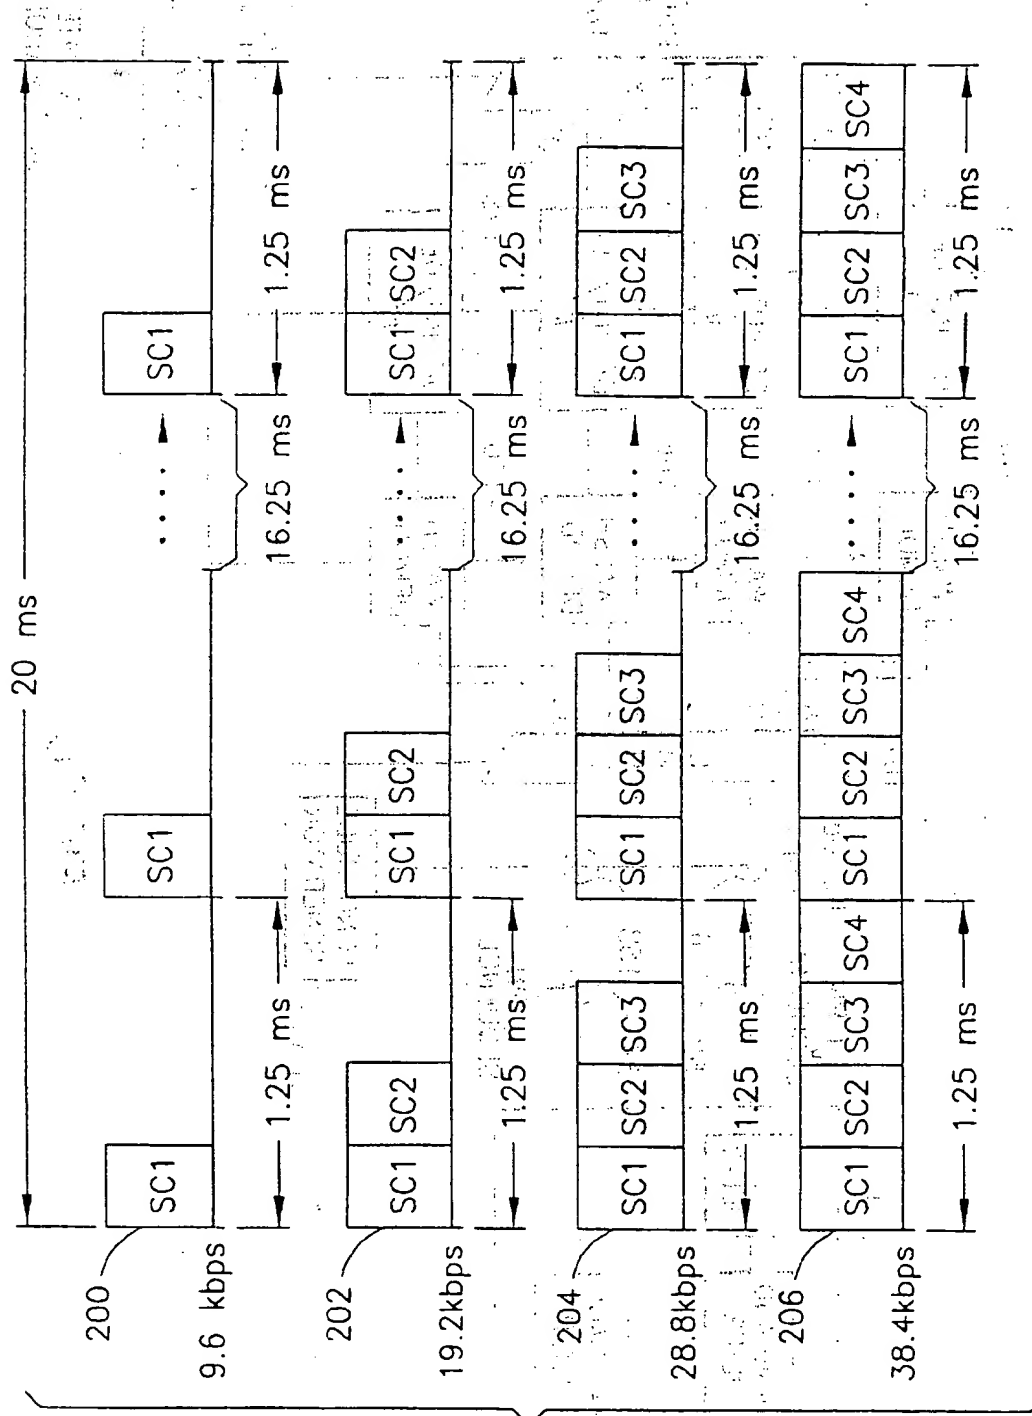 20 ms
200
SC1
SC1
.... SC1
9.6 kbps
1.25 ms
16.25 ms
1.25 ms
202
SC1 SC2
SC1 SC2
.... SC1 SC2
19.2kbps
1.25 ms
16.25 ms
1.25 ms
204
SC1 SC2 SC3
SC1 SC2 SC3
.... SC1 SC2 SC3
28.8kbps
1.25 ms
16.25 ms
1.25 ms
206
SC1 SC2 SC3 SC4 SC1 SC2 SC3 SC4
.... SC1 SC2 SC3 SC4
38.4kbps
1.25 ms
16.25 ms
1.25 ms